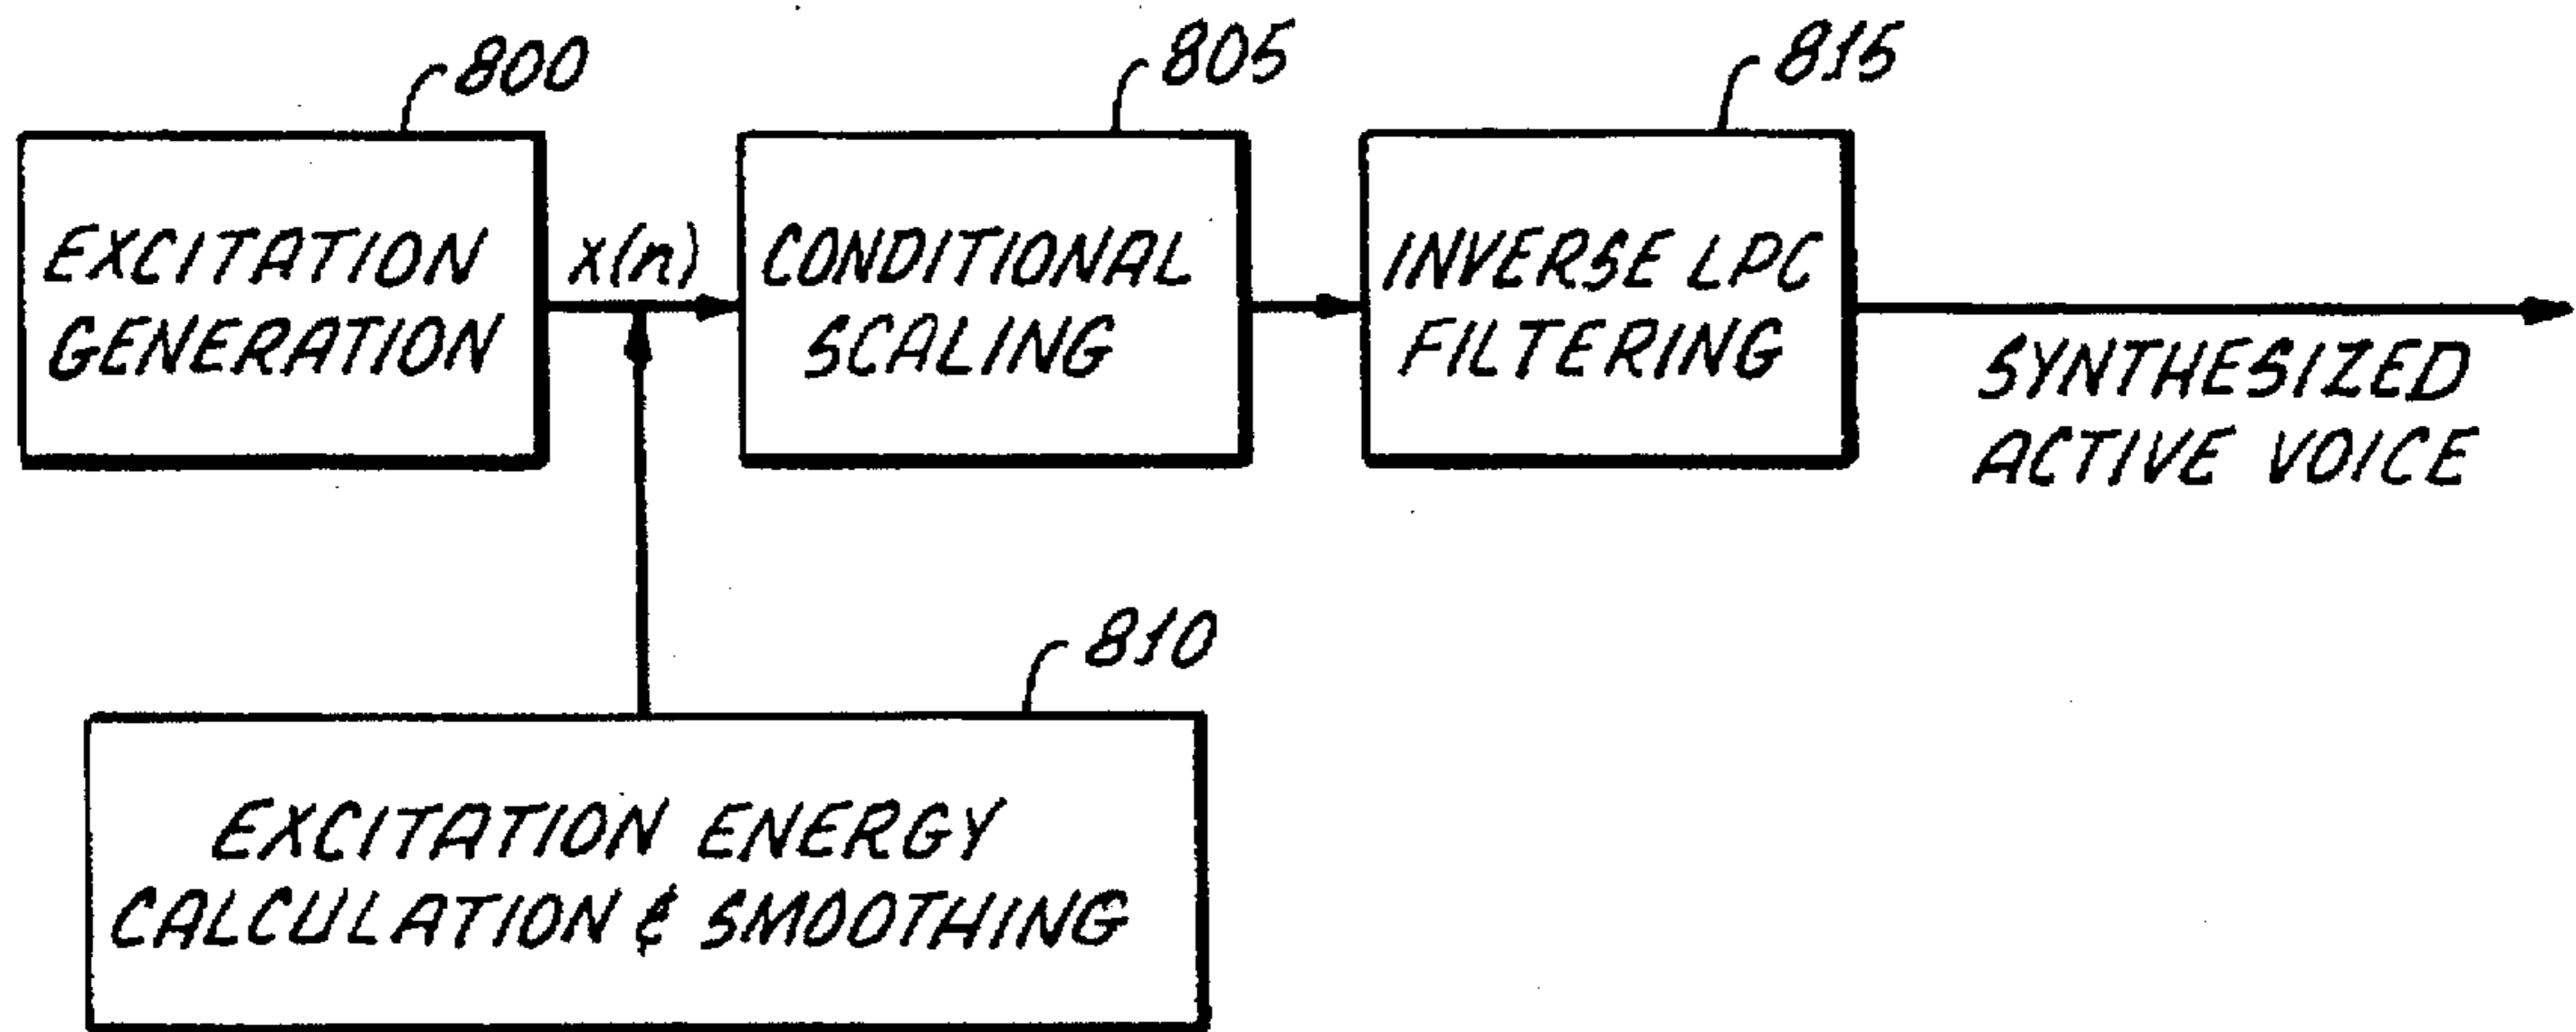 800
805
815
EXCITATION
GENERATION
x(n)
CONDITIONAL
SCALING
INVERSE LPC
FILTERING
SYNTHESIZED
ACTIVE VOICE
810
EXCITATION ENERGY
CALCULATION & SMOOTHING